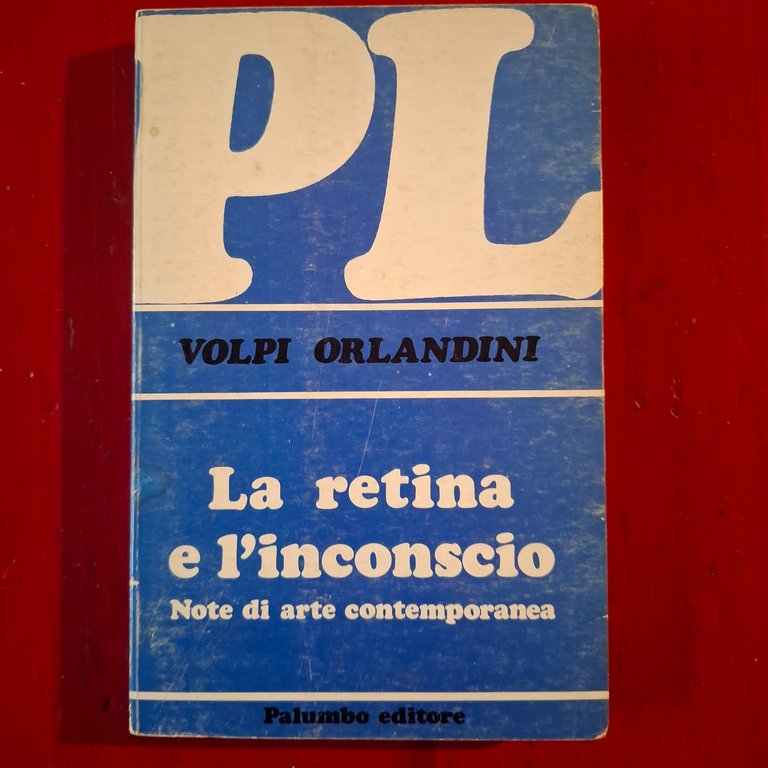 PL
VOLPI ORLANDINI
La retina
e l'inconscio
Note di arte contemporanea
Palumbo editore